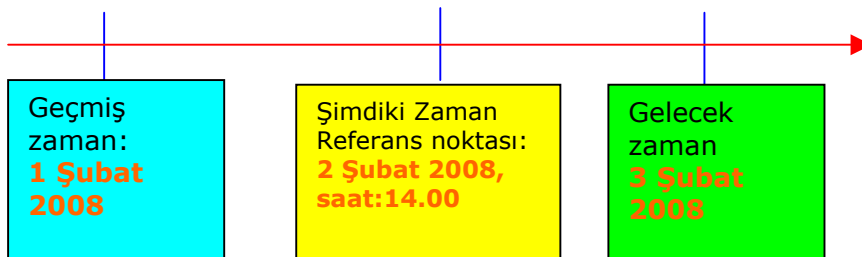 Geçmiş
zaman:
1 Şubat
2008
Şimdiki Zaman
Referans noktası:
2 Şubat 2008,
saat:14.00
Gelecek
zaman
3 Şubat
2008